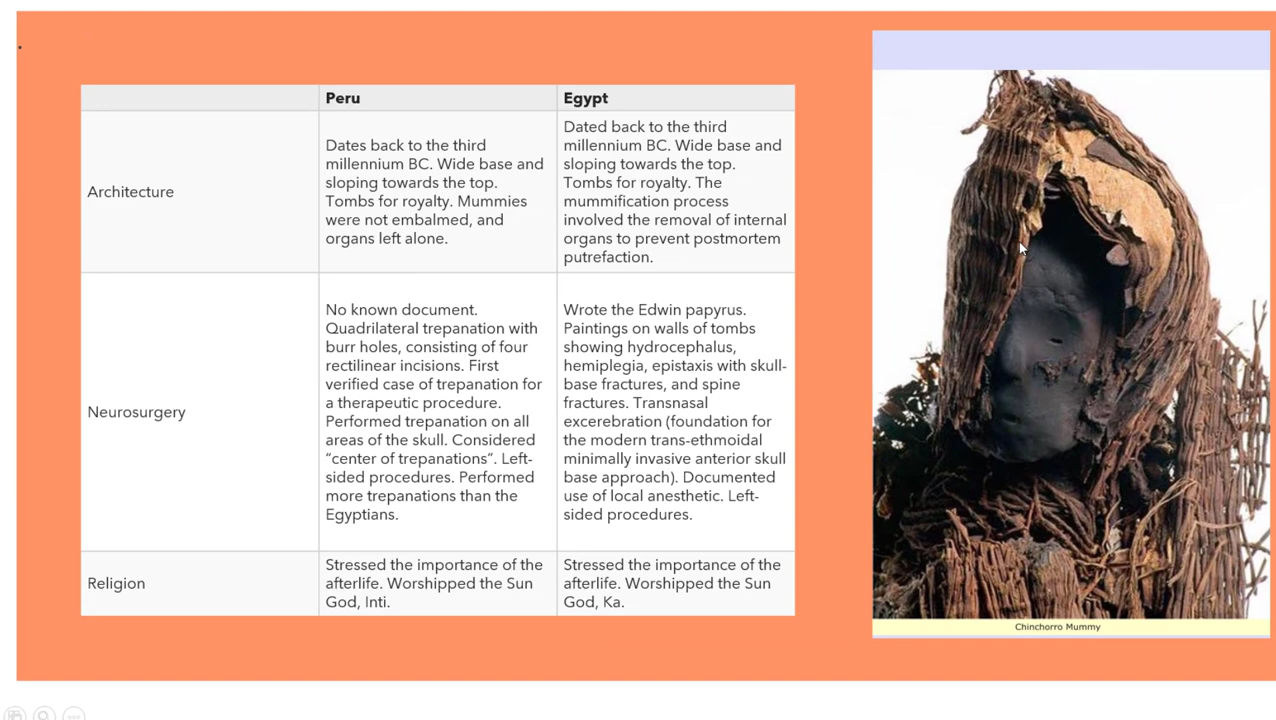 .
Peru
Egypt
Architecture
Dates back to the third
millennium BC. Wide base and
sloping towards the top.
Tombs for royalty. Mummies
were not embalmed, and
organs left alone.
Dated back to the third
millennium BC. Wide base and
sloping towards the top.
Tombs for royalty. The
mummification process
involved the removal of internal
organs to prevent postmortem
putrefaction.
Neurosurgery
No known document.
Quadrilateral trepanation with
burr holes, consisting of four
rectilinear incisions. First
verified case of trepanation for
a therapeutic procedure.
Performed trepanation on all
areas of the skull. Considered
“center of trepanations”. Left-
sided procedures. Performed
more trepanations than the
Egyptians.
Wrote the Edwin papyrus.
Paintings on walls of tombs
showing hydrocephalus,
hemiplegia, epistaxis with skull-
base fractures, and spine
fractures. Transnasal
excerebration (foundation for
the modern trans-ethmoidal
minimally invasive anterior skull
base approach). Documented
use of local anesthetic. Left-
sided procedures.
Religion
Stressed the importance of the
afterlife. Worshipped the Sun
God, Inti.
Stressed the importance of the
afterlife. Worshipped the Sun
God, Ka.
Chinchorro Mummy